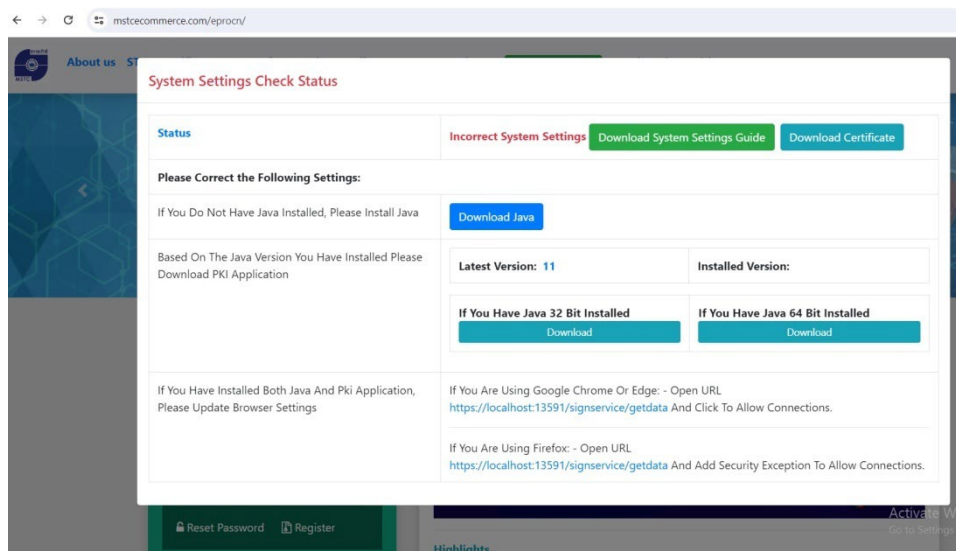 mstcecommerce.com/eprocn/
MSTC
About us
System Settings Check Status
Status
Incorrect System Settings Download System Settings Guide Download Certificate
Please Correct the Following Settings:
If You Do Not Have Java Installed, Please Install Java
Download Java
Based On The Java Version You Have Installed Please
Download PKI Application
Latest Version: 11
Installed Version:
If You Have Java 32 Bit Installed
Download
If You Have Java 64 Bit Installed
Download
If You Have Installed Both Java And Pki Application,
Please Update Browser Settings
If You Are Using Google Chrome Or Edge: - Open URL
https://localhost:13591/signservice/getdata And Click To Allow Connections.
If You Are Using Firefox: - Open URL
https://localhost:13591/signservice/getdata And Add Security Exception To Allow Connections.
Reset Password Register
Highlights
Activate W
Go to Settings